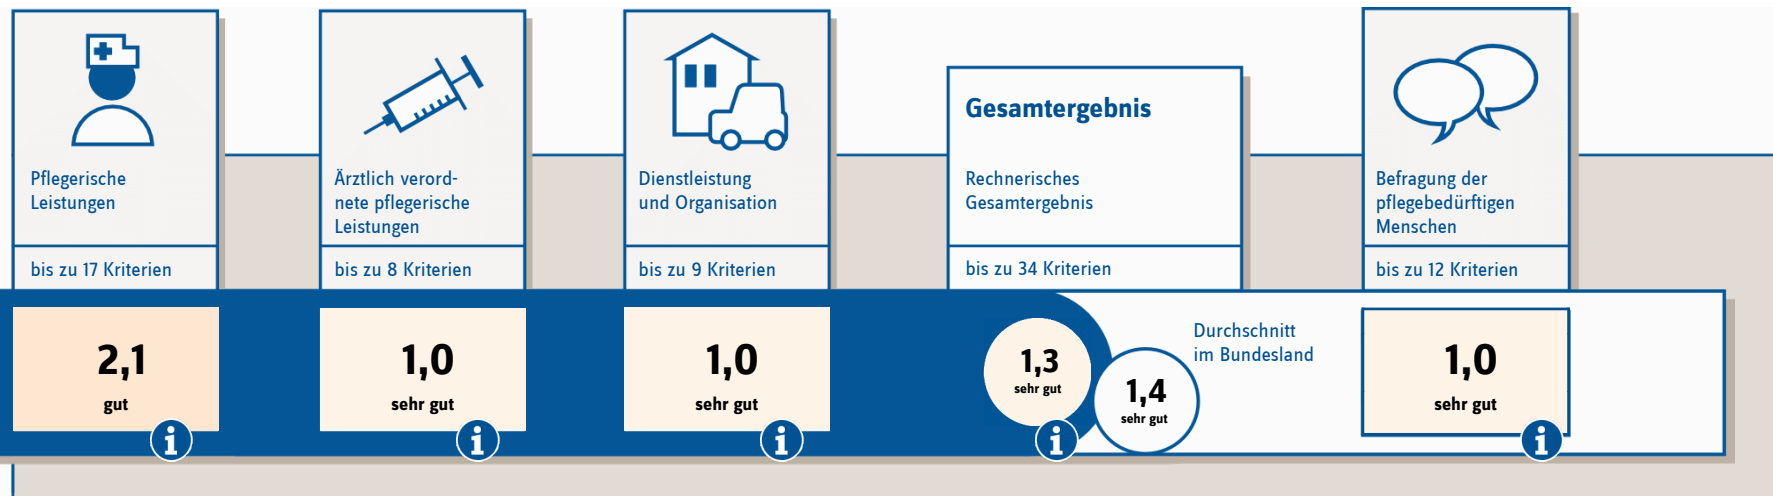 Pflegerische
Leistungen
bis zu 17 Kriterien
2,1
gut
i
Ärztlich verord-
nete pflegerische
Leistungen
bis zu 8 Kriterien
1,0
sehr gut
i
Dienstleistung
und Organisation
bis zu 9 Kriterien
1,0
sehr gut
i
Gesamtergebnis
Rechnerisches
Gesamtergebnis
bis zu 34 Kriterien
1,3
sehr gut
i
Durchschnitt
im Bundesland
1,4
sehr gut
Befragung der
pflegebedürftigen
Menschen
bis zu 12 Kriterien
1,0
sehr gut
i